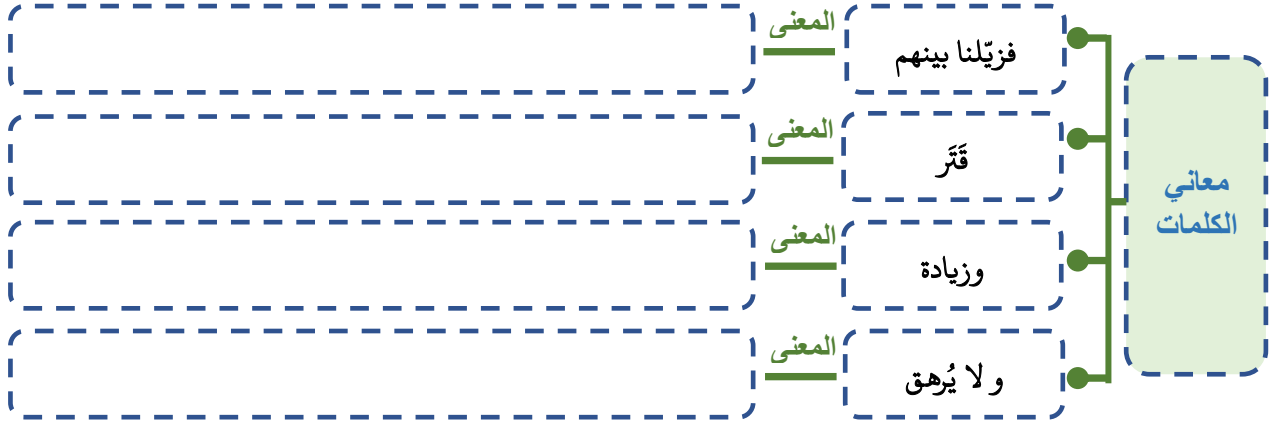 معاني
الكلمات
فزيّلنا بينهم
المعنى
قَتَر
المعنى
وزيادة
المعنى
و لا يُرهق
المعنى